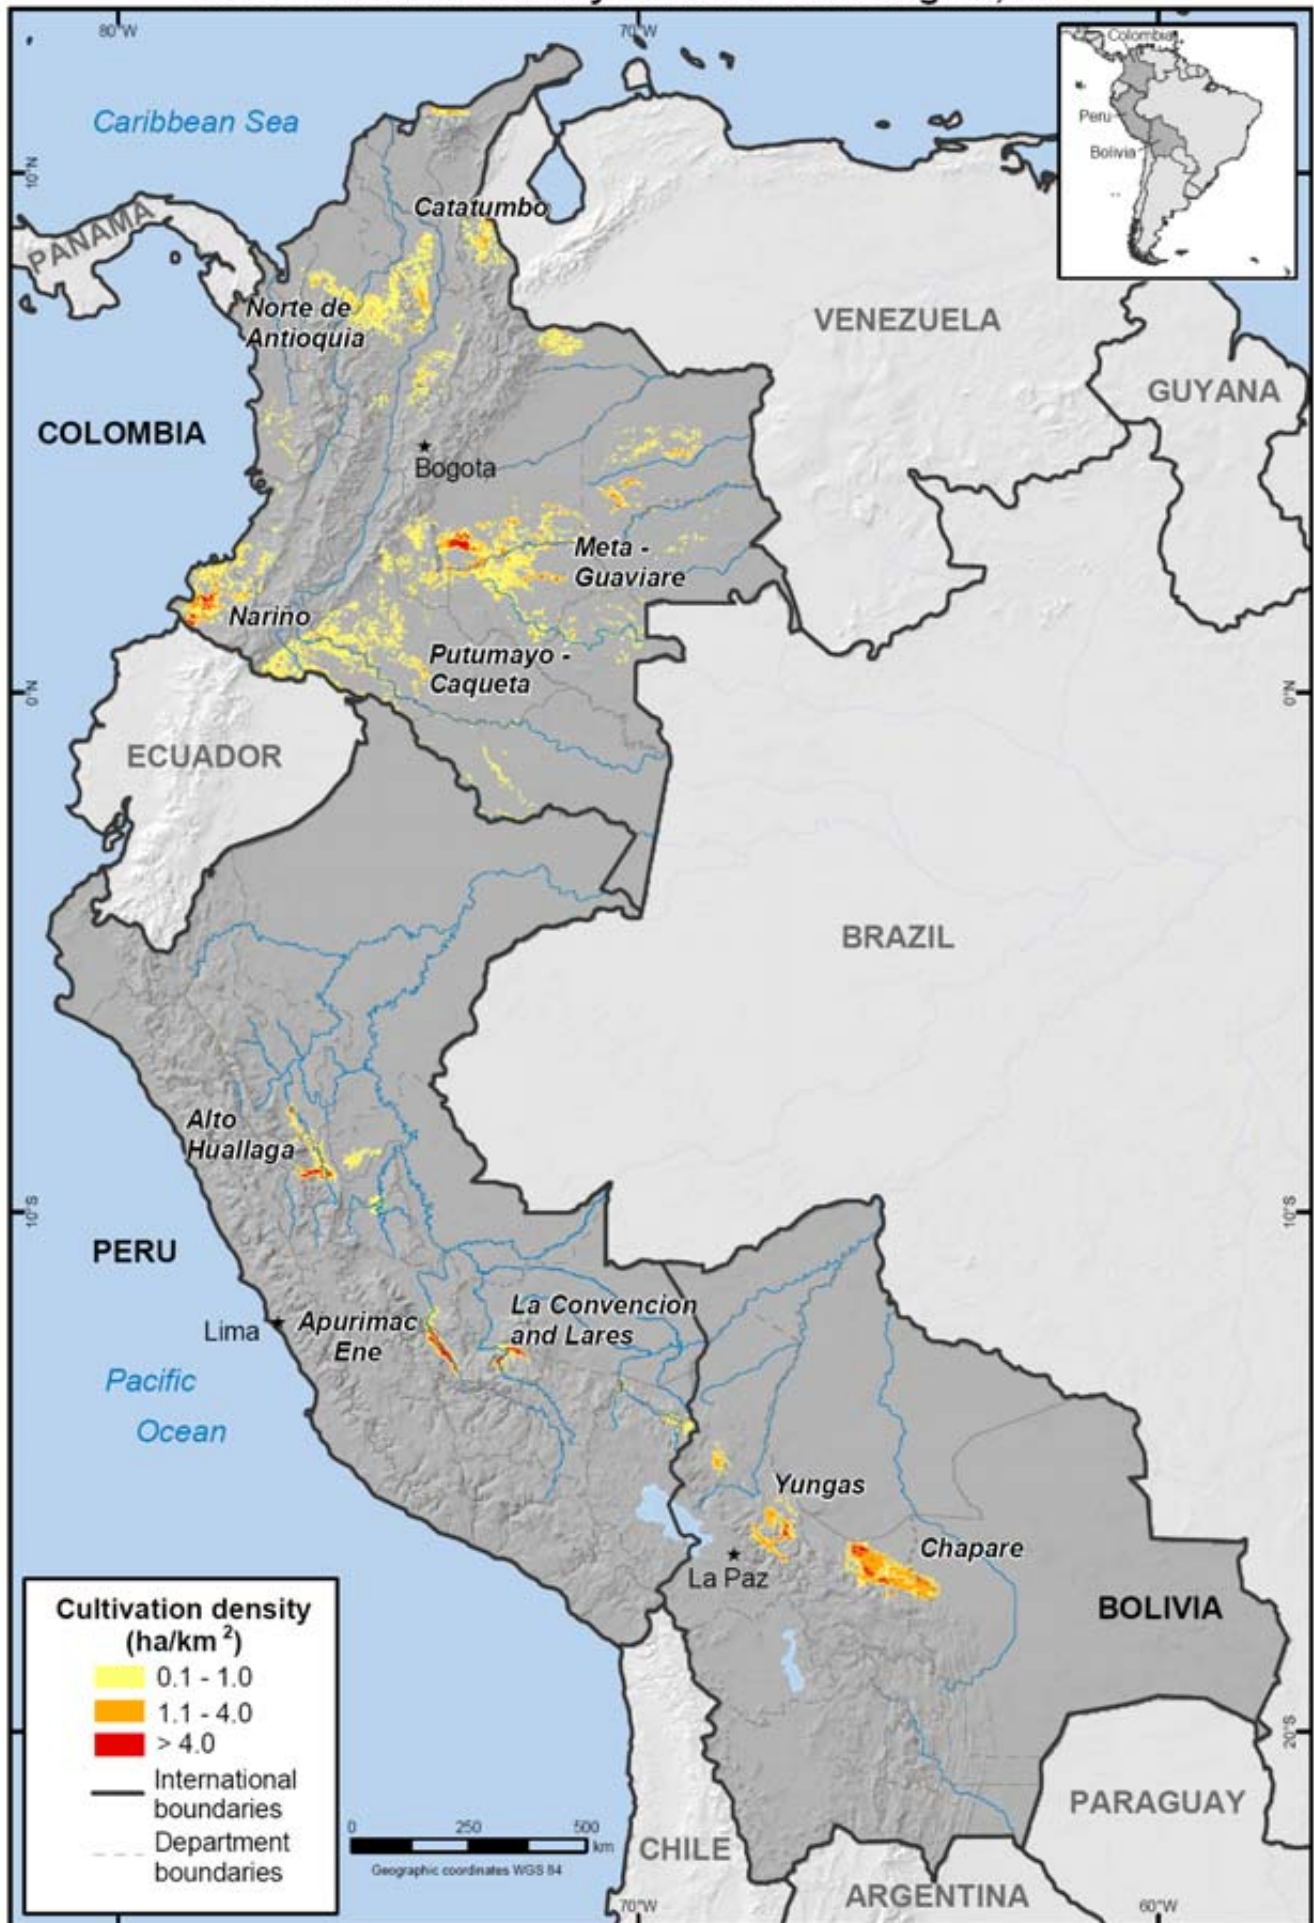 80°W
70°W
Caribbean Sea
Colombia
Peru
Bolivia
10°N
PANAMA
Catatumbo
Norte de
Antioquia
VENEZUELA
GUYANA
COLOMBIA
Bogota
Meta -
Guaviare
Nariño
Putumayo -
Caqueta
0°N
0°N
ECUADOR
BRAZIL
Alto
Huallaga
10°S
10°S
PERU
Lima
Apurimac
Ene
La Convencion
and Lares
Pacific
Ocean
Yungas
Chapare
La Paz
BOLIVIA
Cultivation density
(ha/km²)
0.1 - 1.0
1.1 - 4.0
> 4.0
International
boundaries
Department
boundaries
0 250 500
km
Geographic coordinates WGS 84
20°S
PARAGUAY
CHILE
ARGENTINA
70°W
60°W